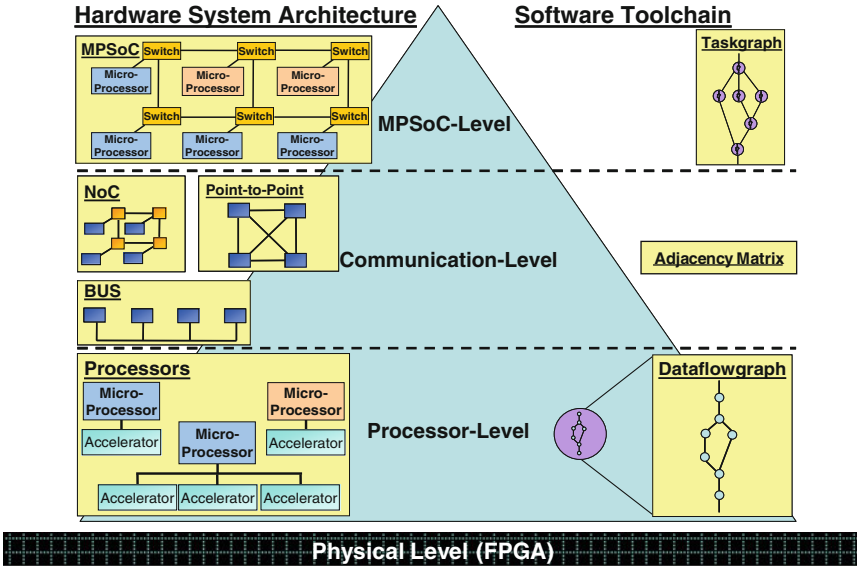 Hardware System Architecture
Software Toolchain
MPSoC
Switch
Switch
Switch
Micro-
Processor
Micro-
Processor
Micro-
Processor
Switch
Switch
Switch
Micro-
Processor
Micro-
Processor
Micro-
Processor
MPSoC-Level
Taskgraph
NoC
Point-to-Point
BUS
Communication-Level
Adjacency Matrix
Processors
Micro-
Processor
Accelerator
Micro-
Processor
Micro-
Processor
Accelerator
Accelerator
Accelerator
Accelerator
Processor-Level
Dataflowgraph
Physical Level (FPGA)